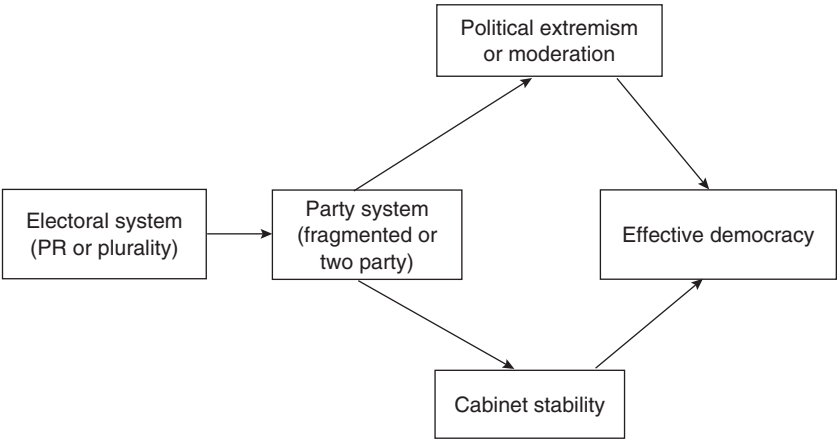 Political extremism
or moderation
Electoral system
(PR or plurality)
Party system
(fragmented or
two party)
Effective democracy
Cabinet stability